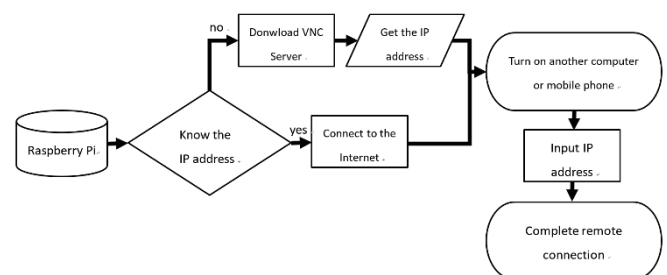 no
Donwload VNC
Server
Get the IP
address
Turn on another computer
or mobile phone
Raspberry Pi
Know the
IP address
yes
Connect to the
Internet
Input IP
address
Complete remote
connection